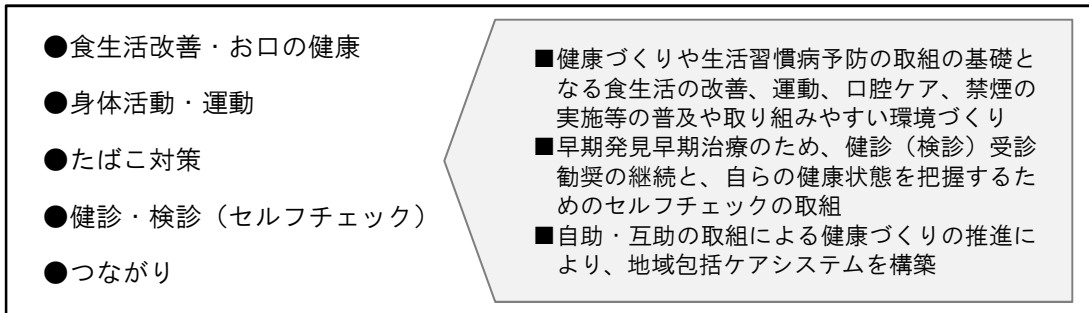 ●食生活改善・お口の健康
●身体活動・運動
●たばこ対策
●健診・検診（セルフチェック）
●つながり
■健康づくりや生活習慣病予防の取組の基礎と
なる食生活の改善、運動、口腔ケア、禁煙の
実施等の普及や取り組みやすい環境づくり
■早期発見早期治療のため、健診（検診）受診
勧奨の継続と、自らの健康状態を把握するた
めのセルフチェックの取組
■自助・互助の取組による健康づくりの推進に
より、地域包括ケアシステムを構築